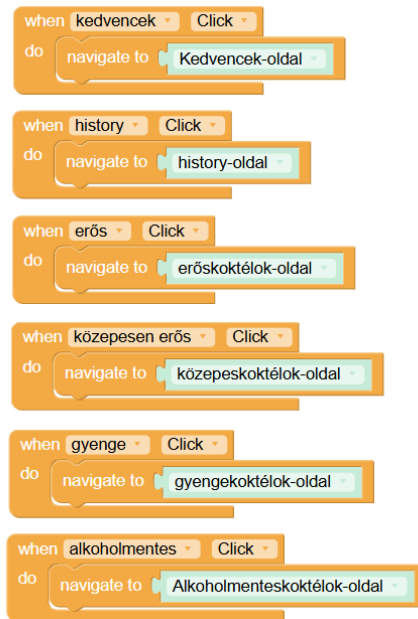 when kedvencek Click
do navigate to Kedvencek-oldal
when history Click
do navigate to history-oldal
when erős Click
do navigate to erőskoktélok-oldal
when közepesen erős Click
do navigate to közepeskoktélok-oldal
when gyenge Click
do navigate to gyengekoktélok-oldal
when alkoholmentes Click
do navigate to Alkoholmenteskoktélok-oldal